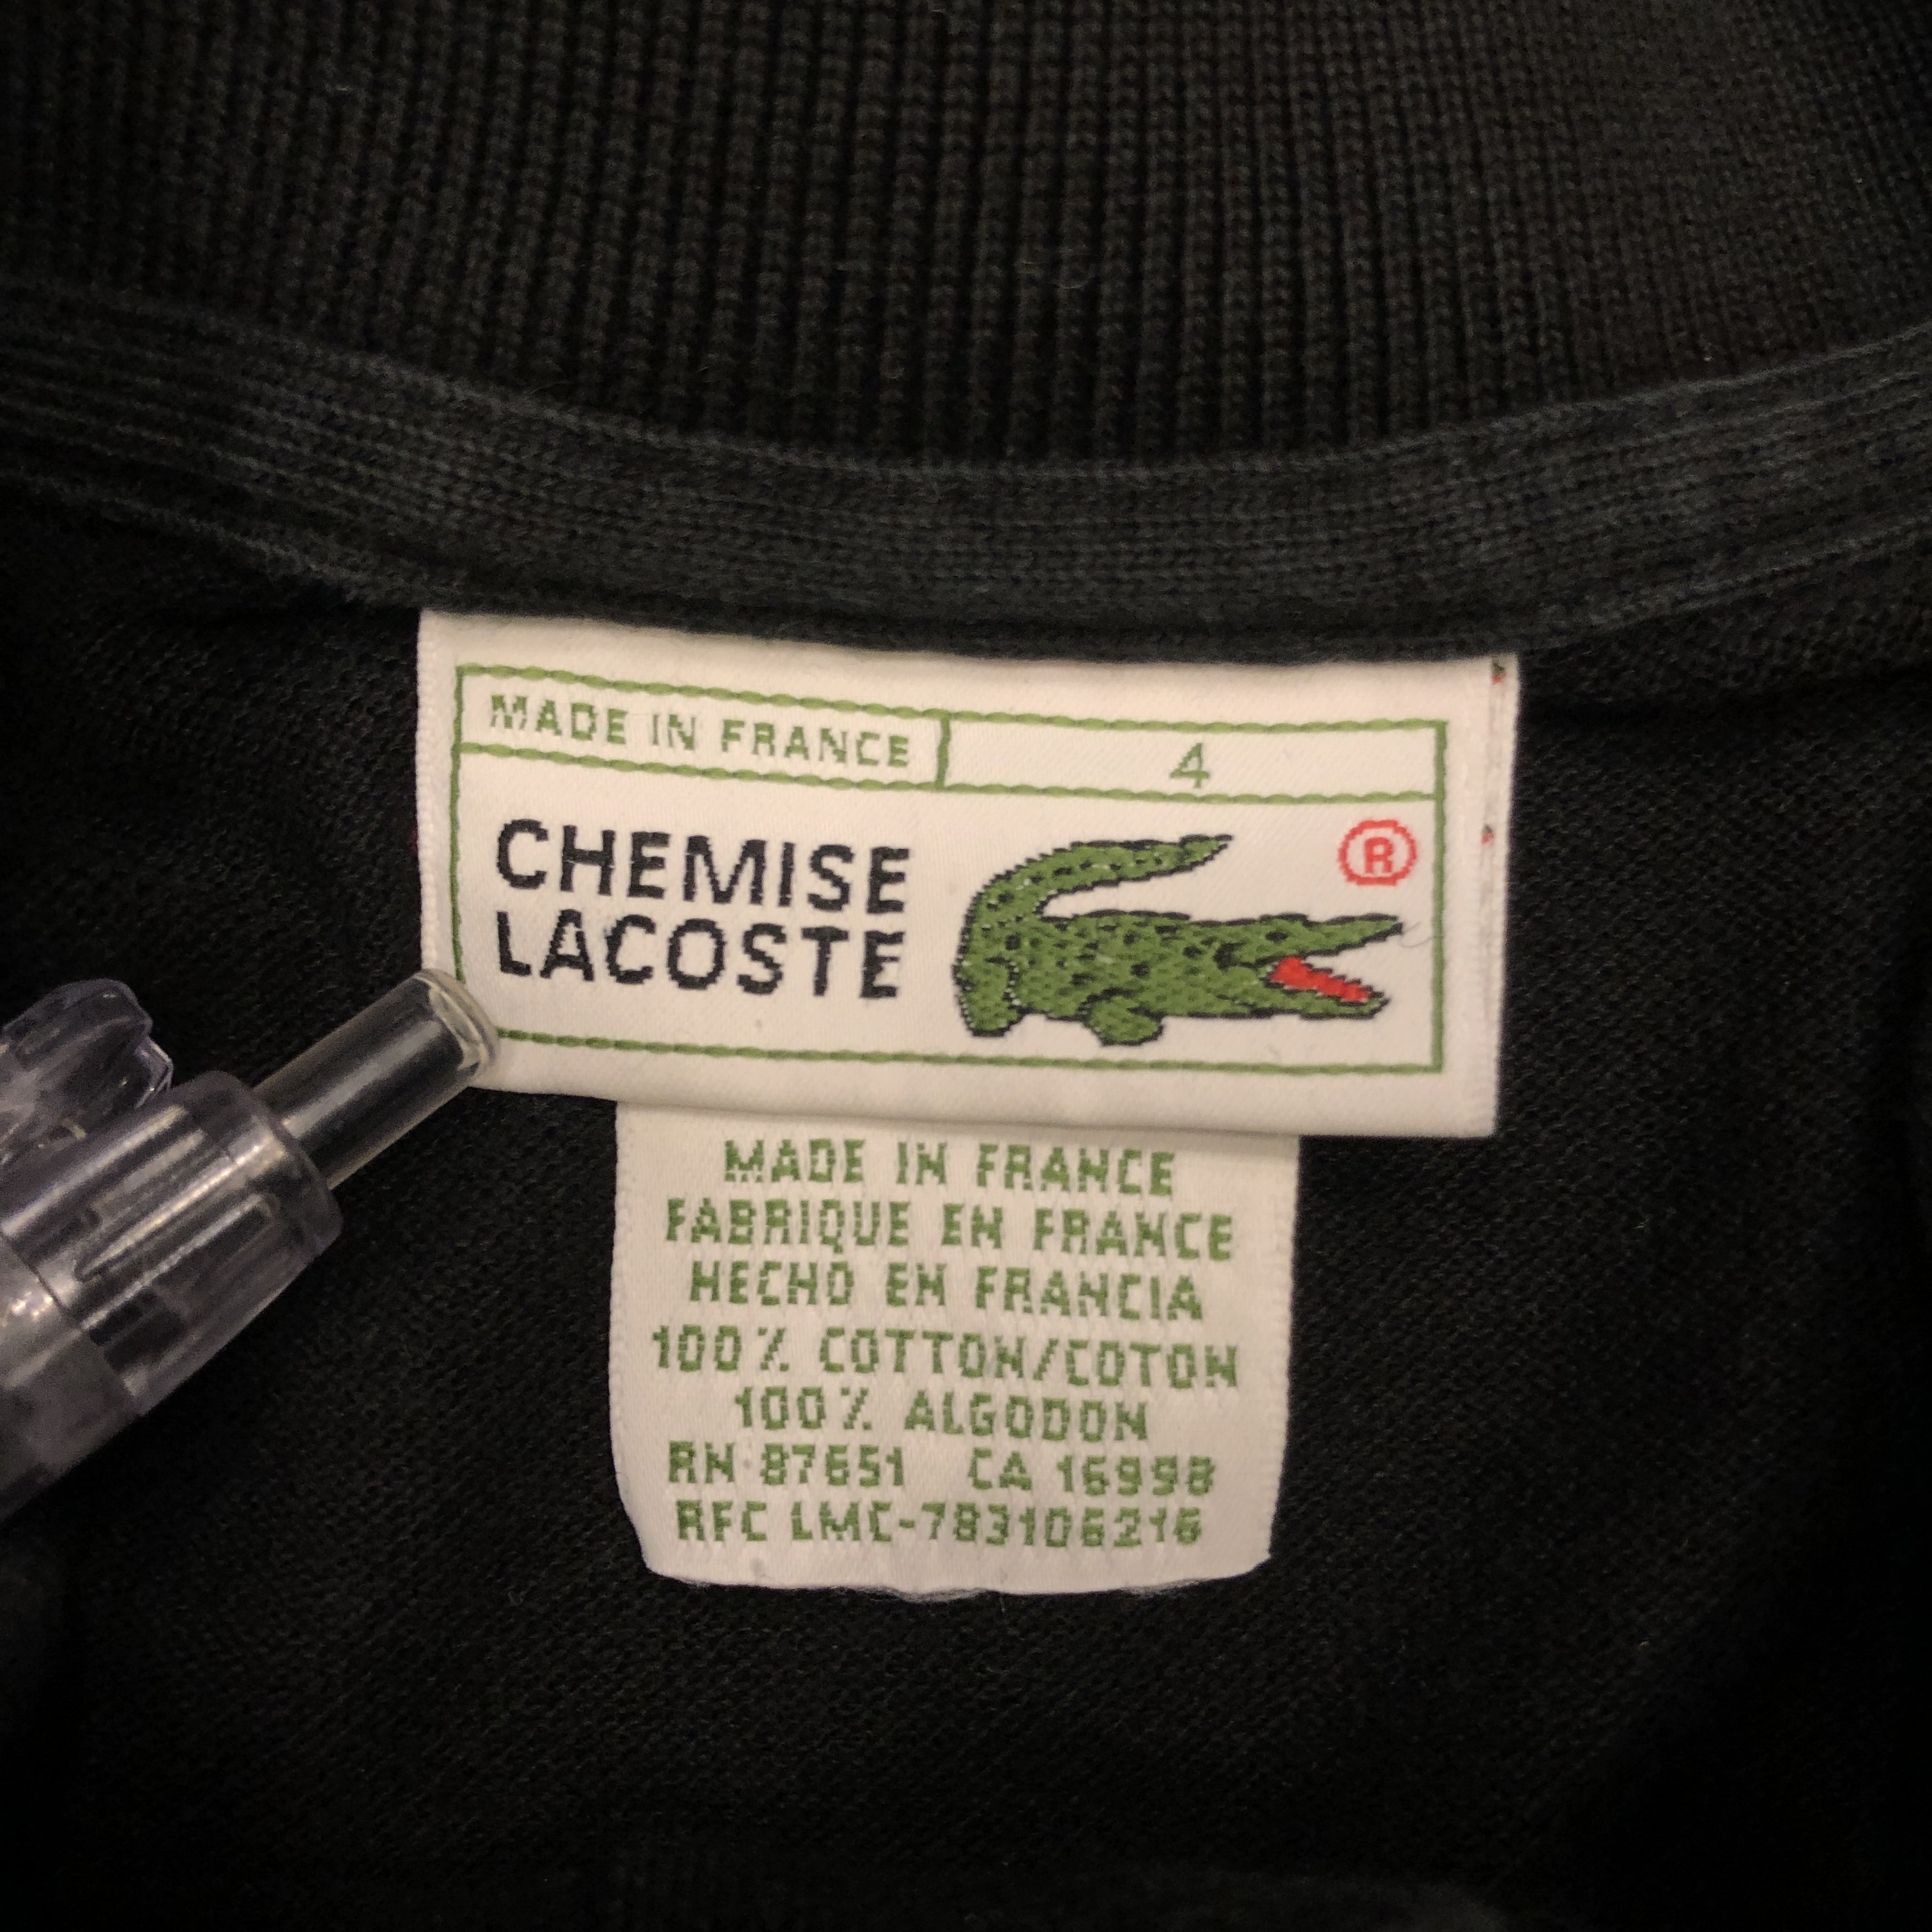 MADE IN FRANCE 4
CHEMISE
LACOSTE
®
MADE IN FRANCE
FABRIQUE EN FRANCE
HECHO EN FRANCIA
100% COTTON/COTON
100% ALGODON
RN 87651 CA 16998
RFC LMC-783106216